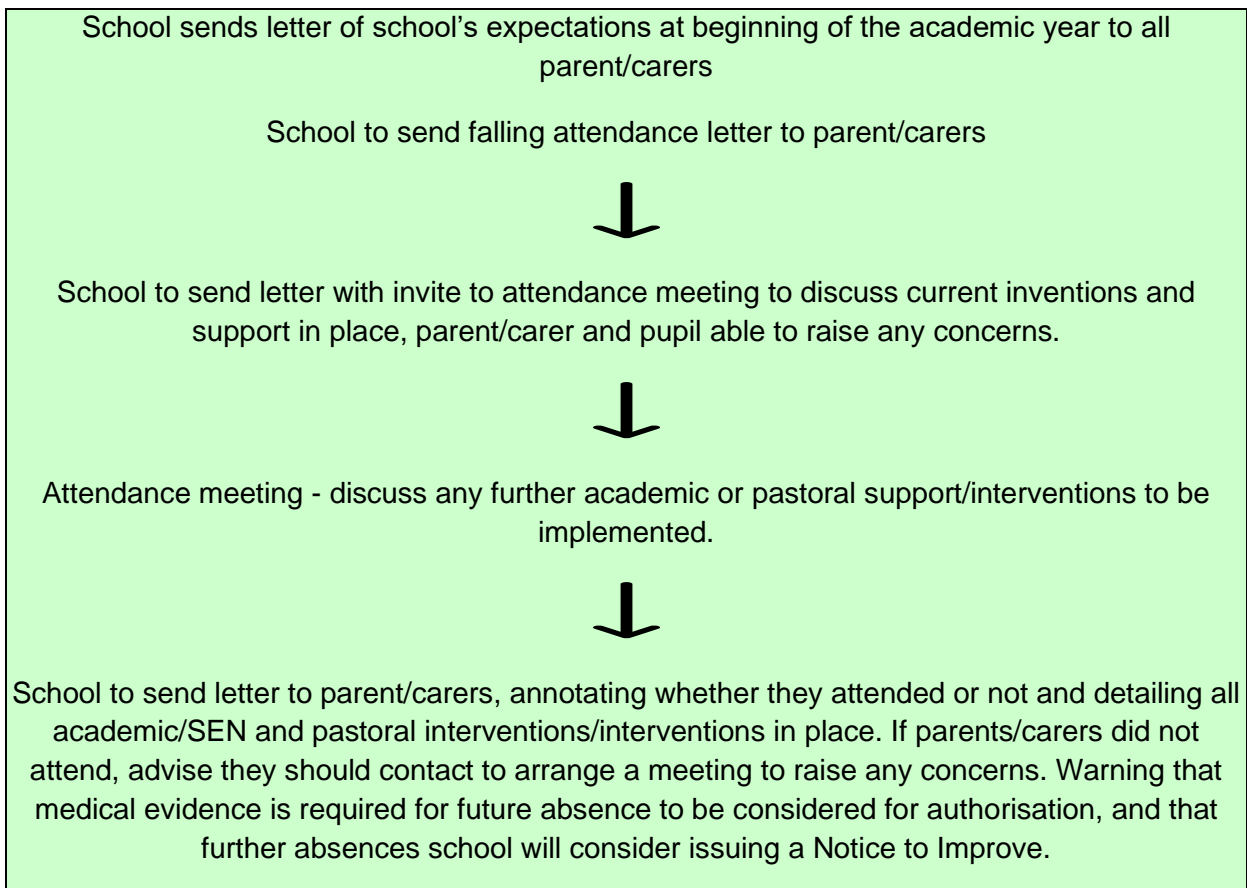 School sends letter of school’s expectations at beginning of the academic year to all
parent/carers
School to send falling attendance letter to parent/carers
School to send letter with invite to attendance meeting to discuss current inventions and
support in place, parent/carer and pupil able to raise any concerns.
Attendance meeting - discuss any further academic or pastoral support/interventions to be
implemented.
School to send letter to parent/carers, annotating whether they attended or not and detailing all
academic/SEN and pastoral interventions/interventions in place. If parents/carers did not
attend, advise they should contact to arrange a meeting to raise any concerns. Warning that
medical evidence is required for future absence to be considered for authorisation, and that
further absences school will consider issuing a Notice to Improve.